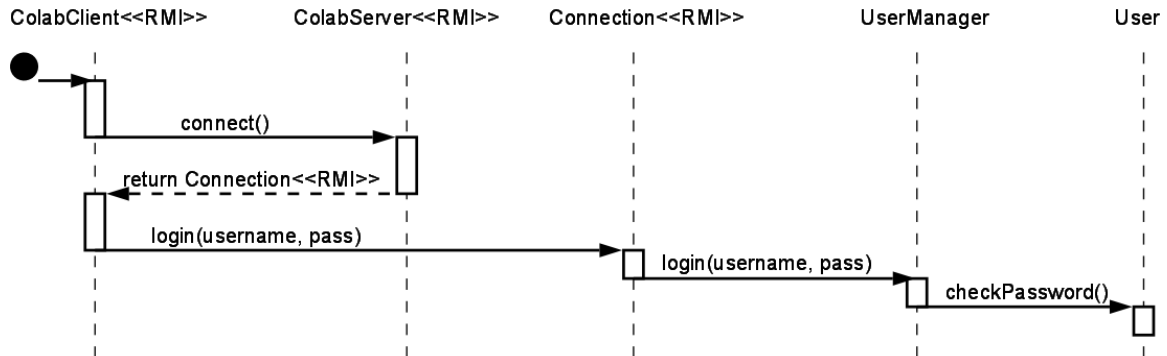 ColabClient<<RMI>> ColabServer<<RMI>> Connection<<RMI>> UserManager User
connect()
return Connection<<RMI>>
login(username, pass)
login(username, pass)
checkPassword()